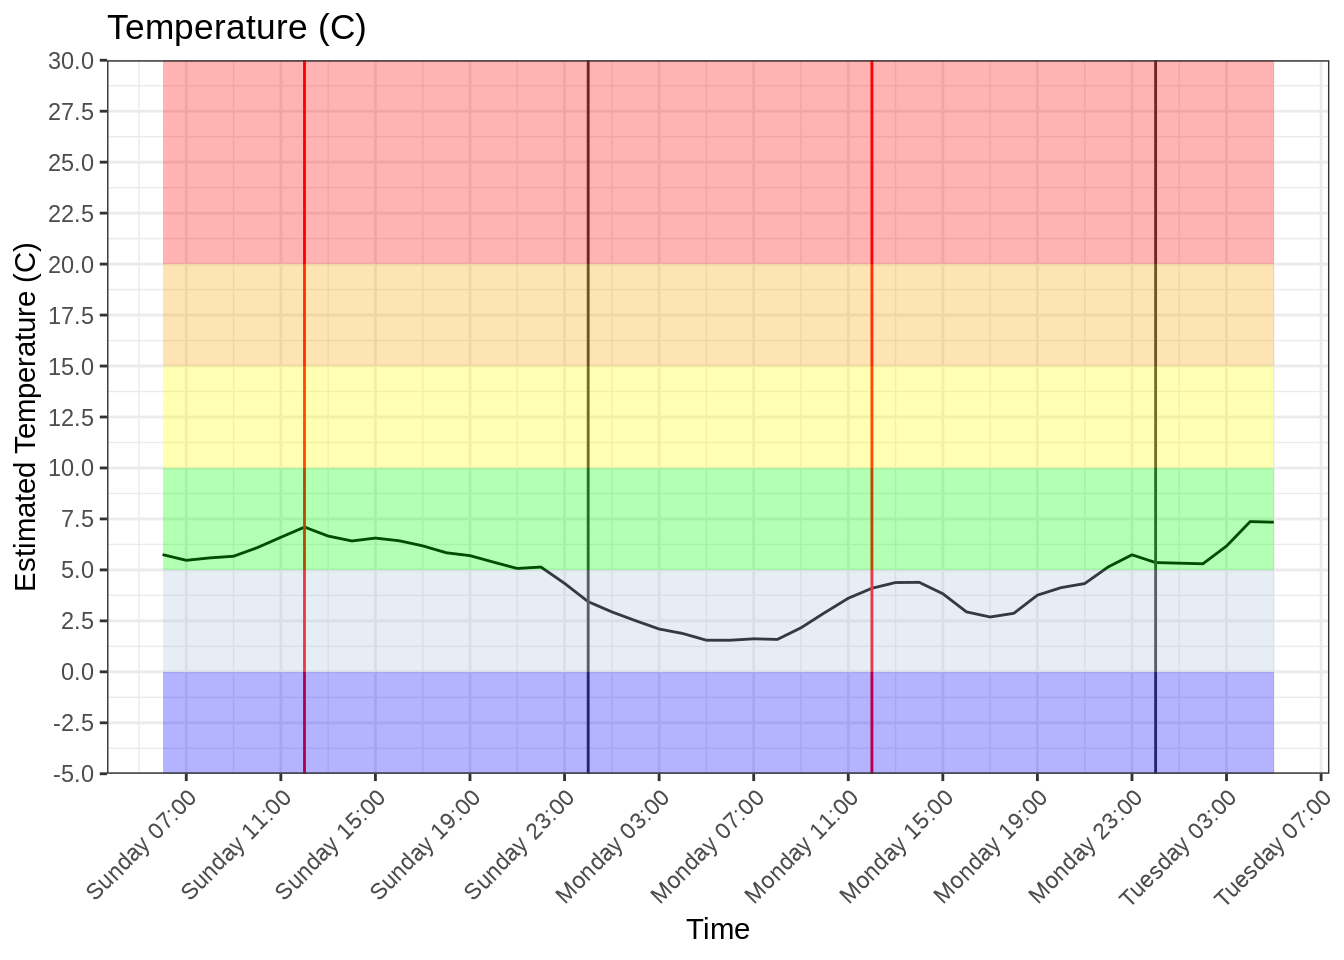 Temperature (C)
Estimated Temperature (C)
30.0
27.5
25.0
22.5
20.0
17.5
15.0
12.5
10.0
7.5
5.0
2.5
0.0
-2.5
-5.0
Sunday 07:00
Sunday 11:00
Sunday 15:00
Sunday 19:00
Sunday 23:00
Monday 03:00
Monday 07:00
Monday 11:00
Monday 15:00
Monday 19:00
Monday 23:00
Tuesday 03:00
Tuesday 07:00
Time